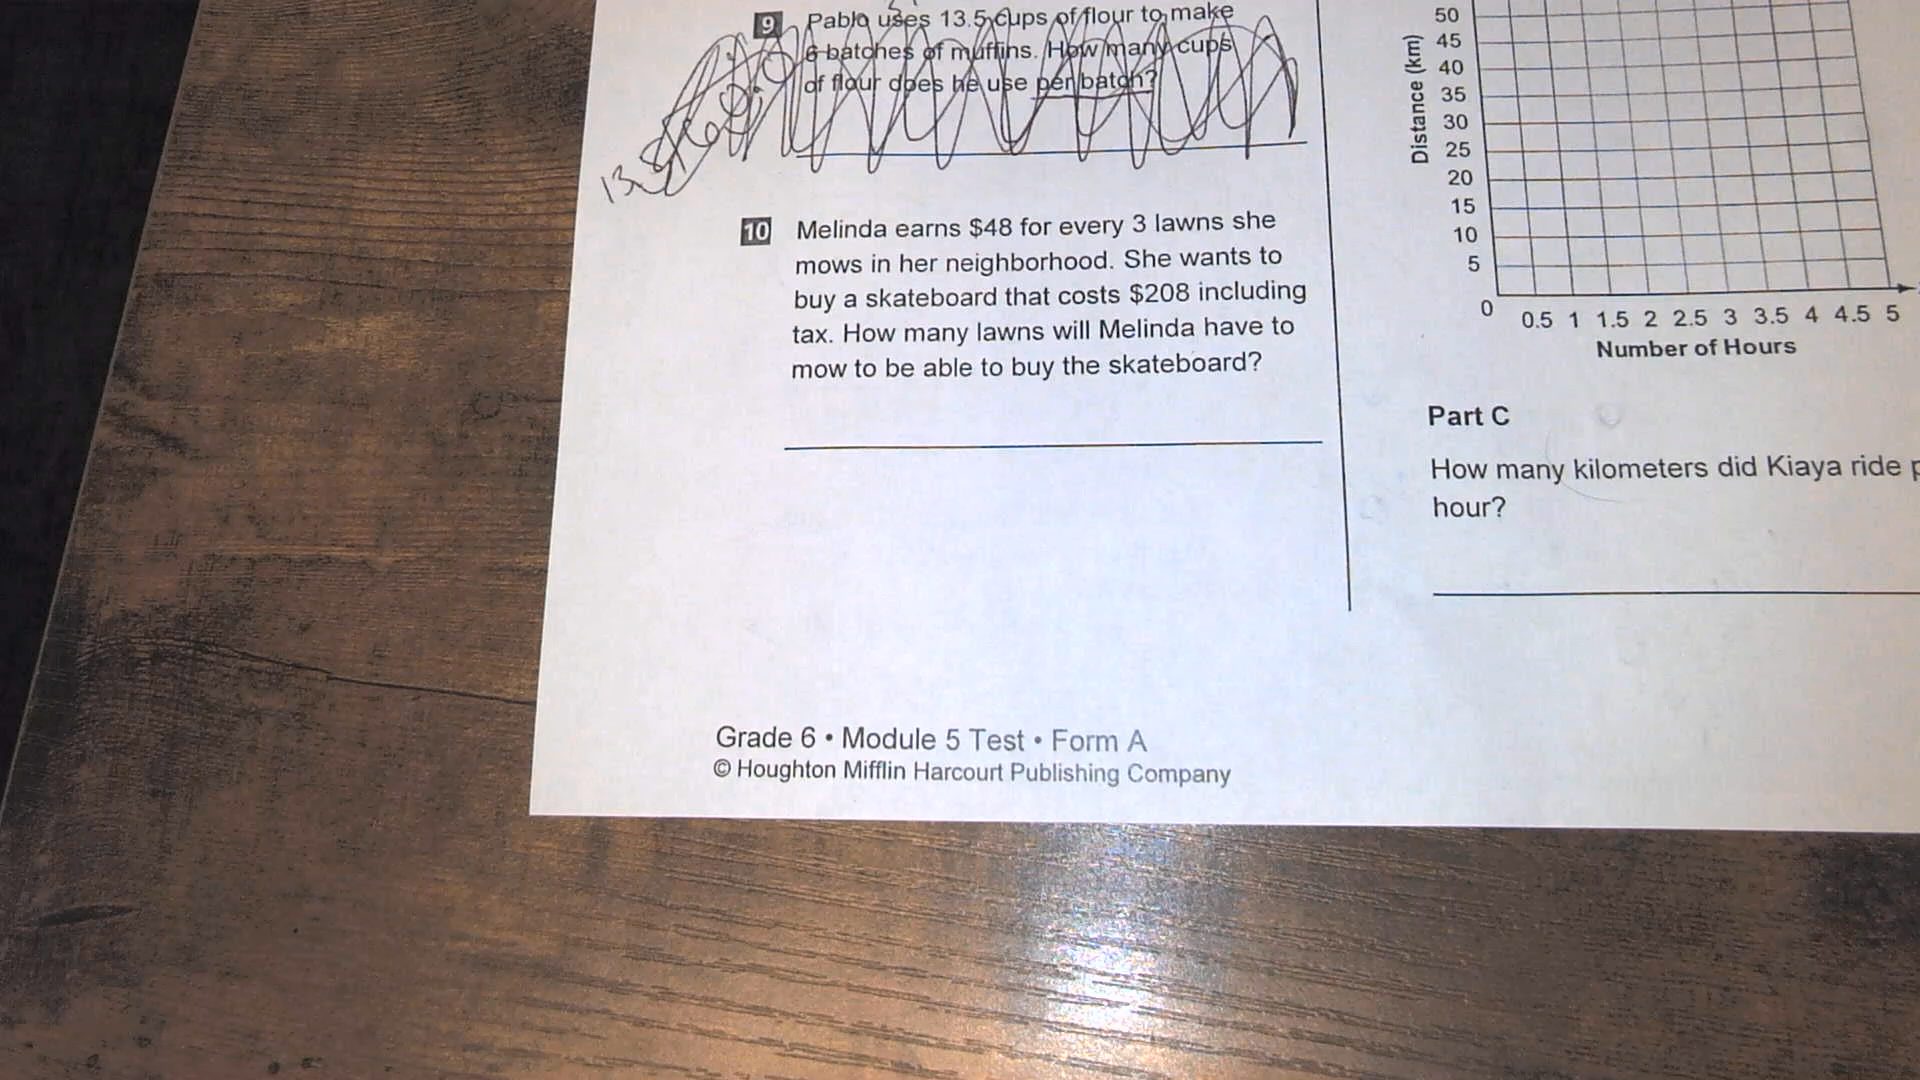 9 Pablo uses 13.5 cups of flour to make
6 batches of muffins. How many cups
of flour does he use per batch?
13.5
10 Melinda earns $48 for every 3 lawns she
mows in her neighborhood. She wants to
buy a skateboard that costs $208 including
tax. How many lawns will Melinda have to
mow to be able to buy the skateboard?
Grade 6 • Module 5 Test • Form A
© Houghton Mifflin Harcourt Publishing Company
Distance (km)
50
45
40
35
30
25
20
15
10
5
0 0.5 1 1.5 2 2.5 3 3.5 4 4.5 5
Number of Hours
Part C
How many kilometers did Kiaya ride
hour?